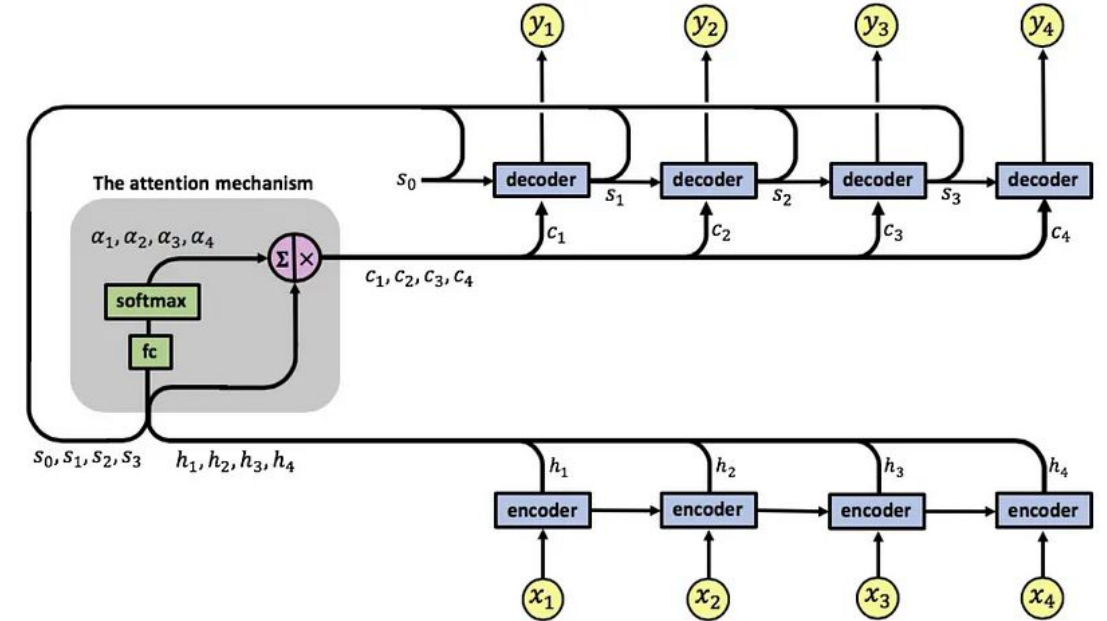 y₁ y₂ y₃ y₄
The attention mechanism
s₀ decoder s₁ decoder s₂ decoder s₃ decoder
α₁, α₂, α₃, α₄
c₁ c₂ c₃ c₄
Σ ×
c₁, c₂, c₃, c₄
softmax
fc
s₀, s₁, s₂, s₃ h₁, h₂, h₃, h₄
h₁ h₂ h₃ h₄
encoder encoder encoder encoder
x₁ x₂ x₃ x₄